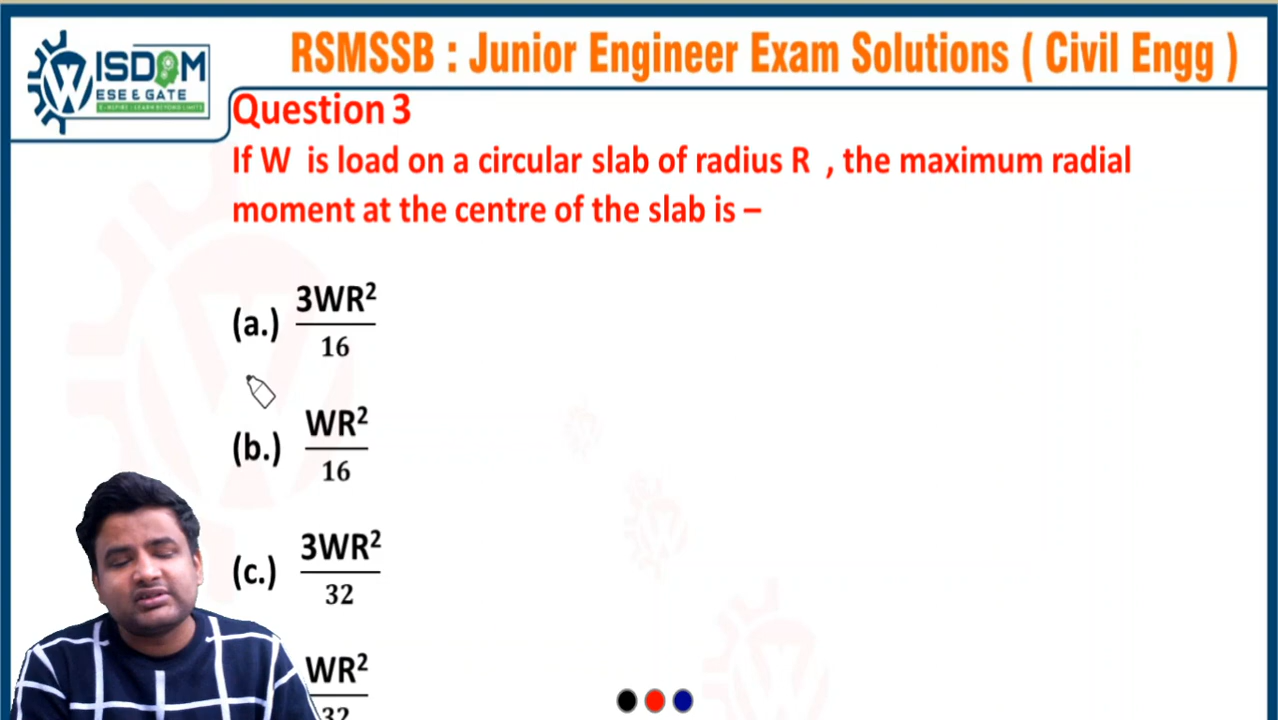 WISDOM
ESE & GATE
RSMSSB : Junior Engineer Exam Solutions ( Civil Engg )
Question 3
If W is load on a circular slab of radius R , the maximum radial
moment at the centre of the slab is –
(a.) 3WR²
16
(b.) WR²
16
(c.) 3WR²
32
WR²
32